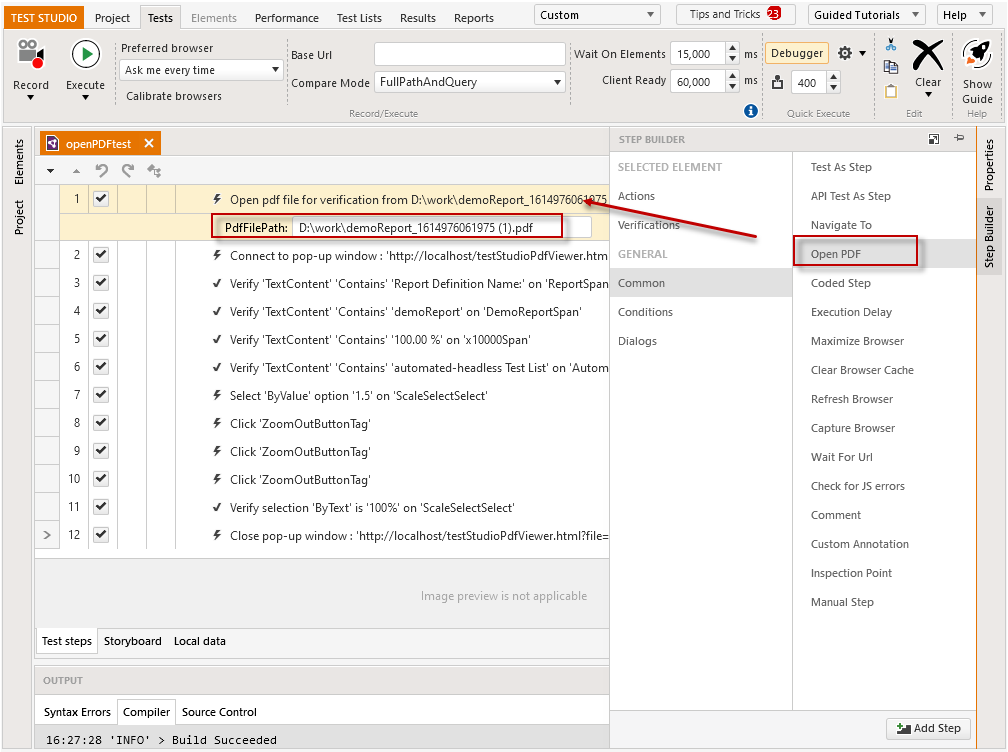 TEST STUDIO Project Tests Elements Performance Test Lists Results Reports Custom Tips and Tricks 23 Guided Tutorials Help
Record
Execute
Preferred browser
Ask me every time
Calibrate browsers
Base Url
Compare Mode FullPathAndQuery
Wait On Elements 15,000 ms
Client Ready 60,000 ms
Record/Execute
Debugger
400
Quick Execute
Clear
Edit
Show Guide
Help
Elements
Project
openPDFtest
1 Open pdf file for verification from D:\work\demoReport_1614976061975
PdfFilePath: D:\work\demoReport_1614976061975 (1).pdf
2 Connect to pop-up window : 'http://localhost/testStudioPdfViewer.htm
3 Verify 'TextContent' 'Contains' 'Report Definition Name:' on 'ReportSpan
4 Verify 'TextContent' 'Contains' 'demoReport' on 'DemoReportSpan'
5 Verify 'TextContent' 'Contains' '100.00 %' on 'x10000Span'
6 Verify 'TextContent' 'Contains' 'automated-headless Test List' on 'Autom
7 Select 'ByValue' option '1.5' on 'ScaleSelectSelect'
8 Click 'ZoomOutButtonTag'
9 Click 'ZoomOutButtonTag'
10 Click 'ZoomOutButtonTag'
11 Verify selection 'ByText' is '100%' on 'ScaleSelectSelect'
12 Close pop-up window : 'http://localhost/testStudioPdfViewer.html?file=
Image preview is not applicable
Test steps Storyboard Local data
OUTPUT
Syntax Errors Compiler Source Control
16:27:28 'INFO' > Build Succeeded
STEP BUILDER
SELECTED ELEMENT
Actions
Verifications
GENERAL
Common
Conditions
Dialogs
Test As Step
API Test As Step
Navigate To
Open PDF
Coded Step
Execution Delay
Maximize Browser
Clear Browser Cache
Refresh Browser
Capture Browser
Wait For Url
Check for JS errors
Comment
Custom Annotation
Inspection Point
Manual Step
Add Step
Properties
Step Builder